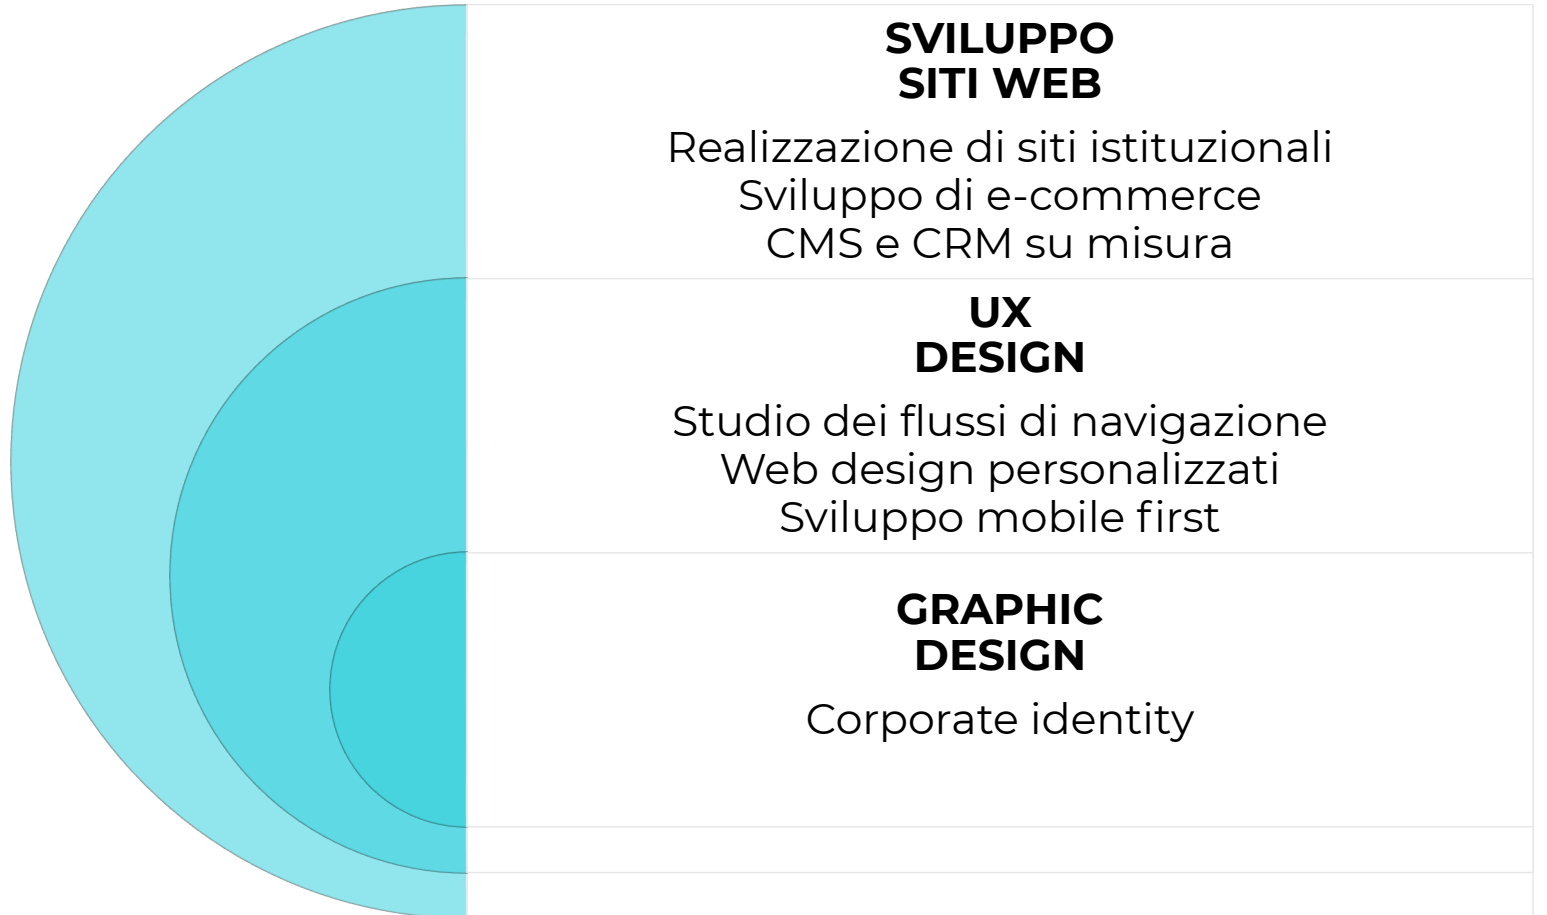 SVILUPPO
SITI WEB
Realizzazione di siti istituzionali
Sviluppo di e-commerce
CMS e CRM su misura
UX
DESIGN
Studio dei flussi di navigazione
Web design personalizzati
Sviluppo mobile first
GRAPHIC
DESIGN
Corporate identity